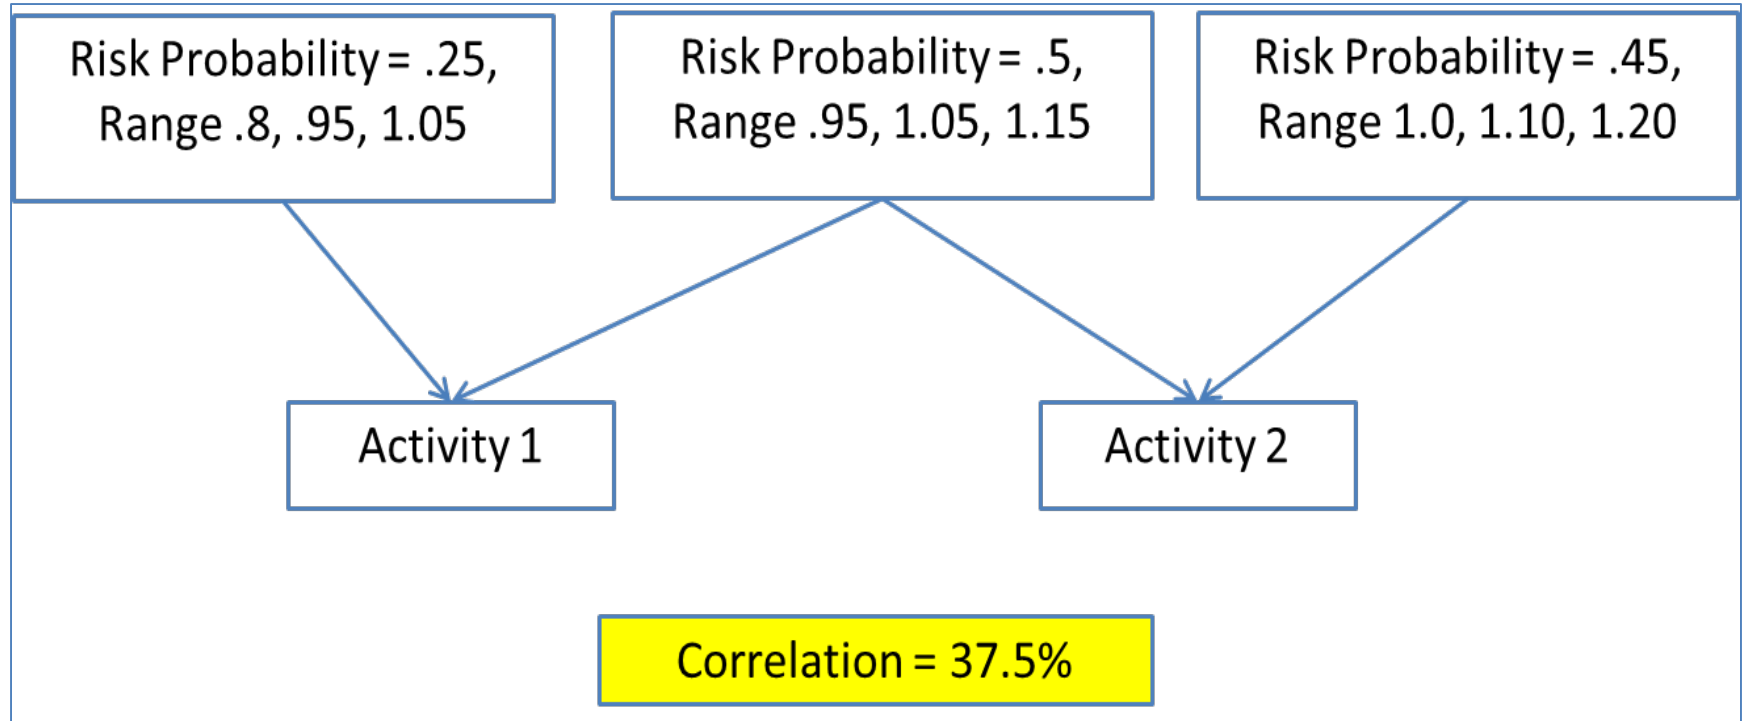 Risk Probability = .25,
Range .8, .95, 1.05
Risk Probability = .5,
Range .95, 1.05, 1.15
Risk Probability = .45,
Range 1.0, 1.10, 1.20
Activity 1
Activity 2
Correlation = 37.5%